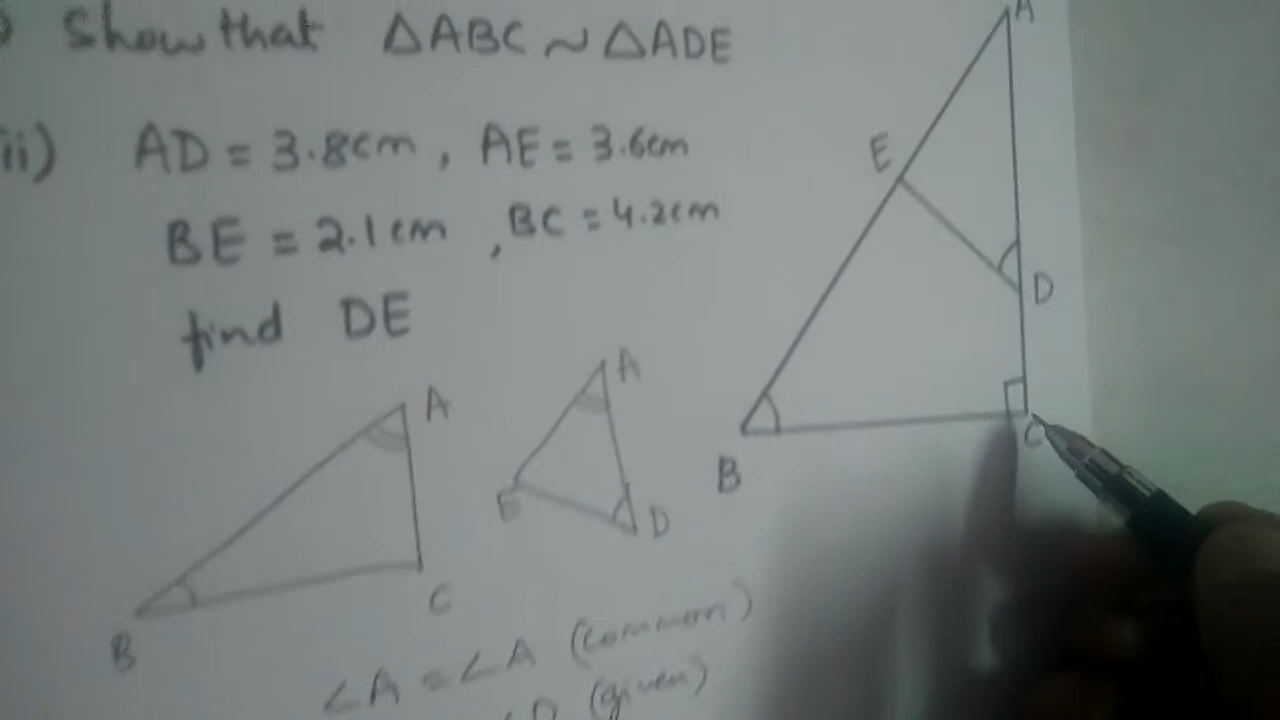 Show that ΔABC ~ ΔADE
ii) AD = 3.8cm, AE = 3.6cm
BE = 2.1cm, BC = 4.2cm
find DE
A
E
D
B
C
A
B
C
A
E
D
∠A = ∠A (common)
∠D (given)